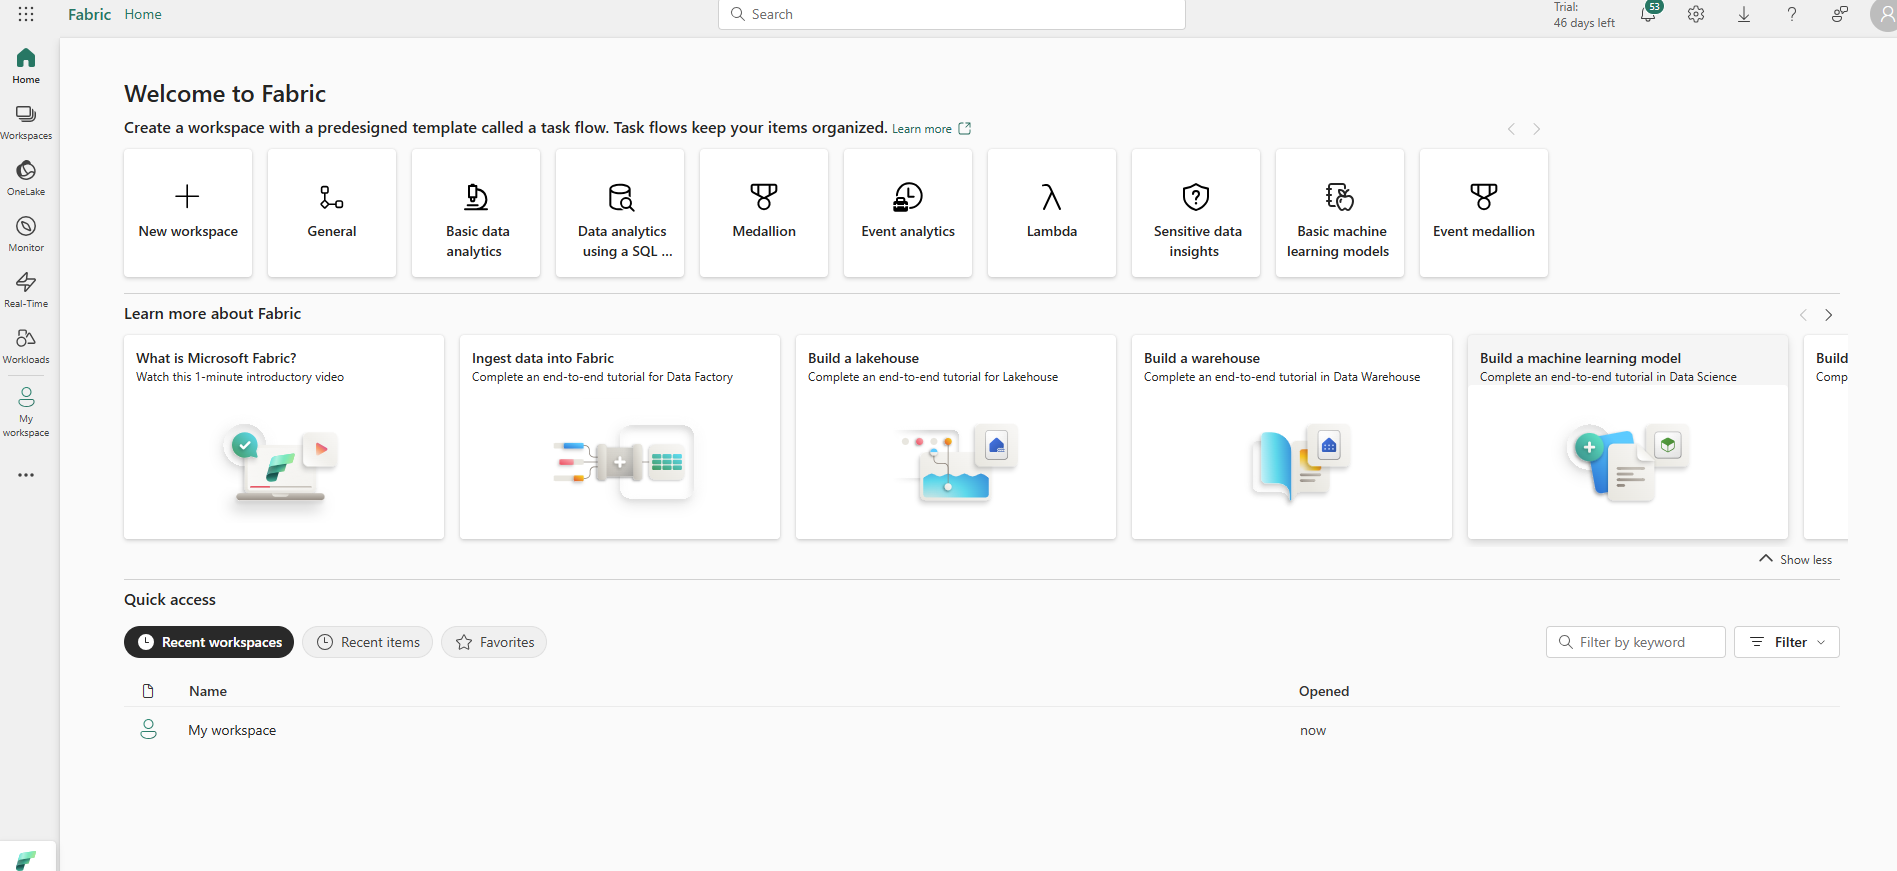 Fabric Home
Search
Trial:
46 days left
53
Home
Workspaces
OneLake
Monitor
Real-Time
Workloads
My
workspace
Welcome to Fabric
Create a workspace with a predesigned template called a task flow. Task flows keep your items organized. Learn more
New workspace
General
Basic data
analytics
Data analytics
using a SQL ...
Medallion
Event analytics
Lambda
Sensitive data
insights
Basic machine
learning models
Event medallion
Learn more about Fabric
What is Microsoft Fabric?
Watch this 1-minute introductory video
Ingest data into Fabric
Complete an end-to-end tutorial for Data Factory
Build a lakehouse
Complete an end-to-end tutorial for Lakehouse
Build a warehouse
Complete an end-to-end tutorial in Data Warehouse
Build a machine learning model
Complete an end-to-end tutorial in Data Science
Build
Comp
Show less
Quick access
Recent workspaces
Recent items
Favorites
Filter by keyword
Filter
Name
Opened
My workspace
now